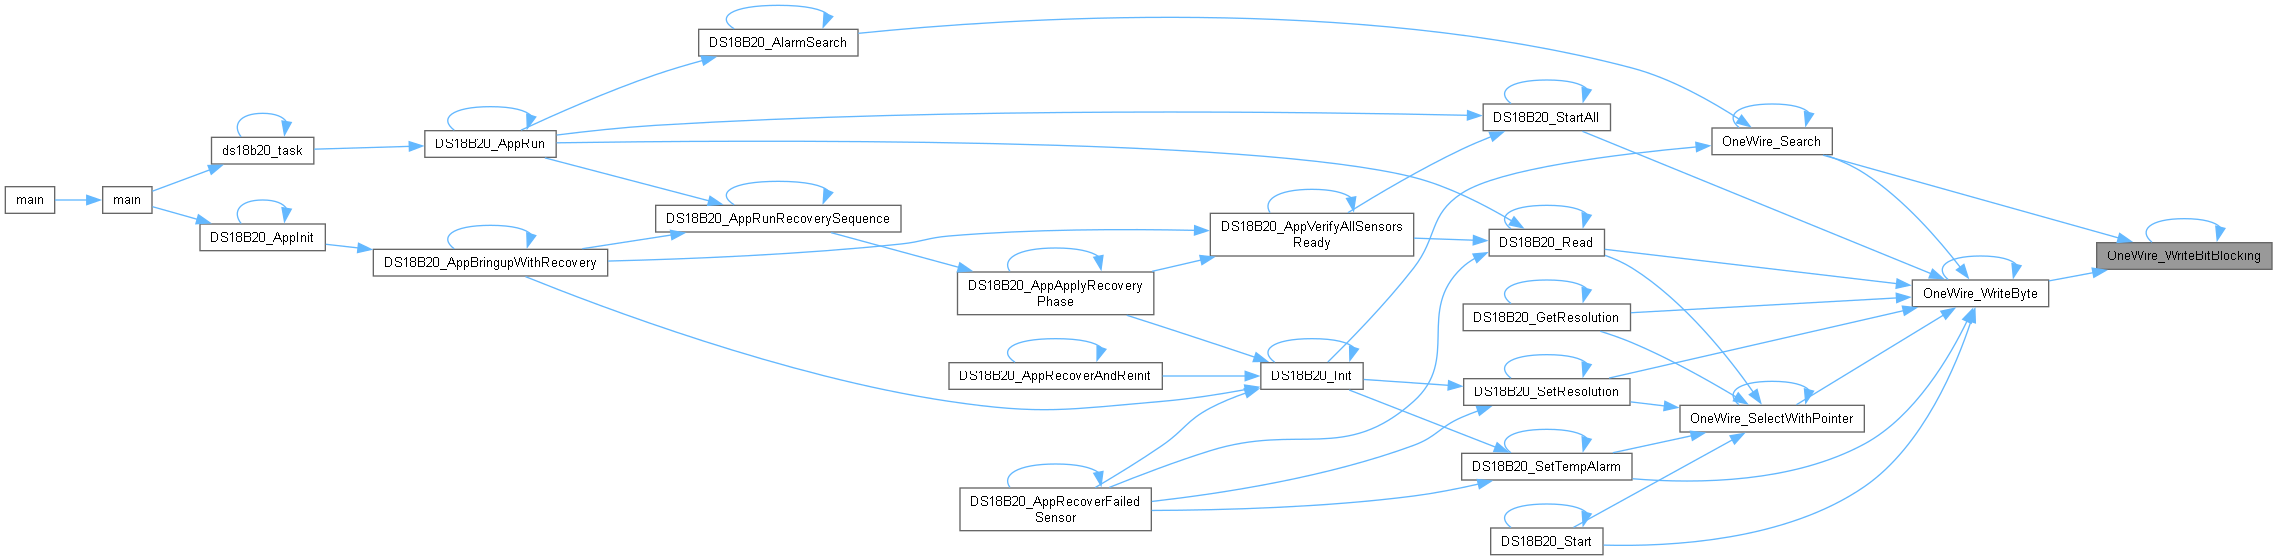 main
main
ds18b20_task
DS18B20_AppInit
DS18B20_AppRun
DS18B20_AppBringupWithRecovery
DS18B20_AlarmSearch
DS18B20_AppRunRecoverySequence
DS18B20_AppApplyRecovery
Phase
DS18B20_AppRecoverAndReinit
DS18B20_AppRecoverFailed
Sensor
DS18B20_AppVerifyAllSensors
Ready
DS18B20_Init
DS18B20_StartAll
DS18B20_Read
DS18B20_GetResolution
DS18B20_SetResolution
DS18B20_SetTempAlarm
DS18B20_Start
OneWire_Search
OneWire_SelectWithPointer
OneWire_WriteByte
OneWire_WriteBitBlocking